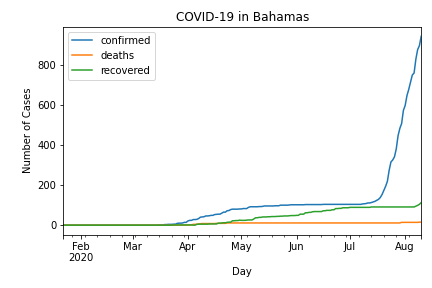 COVID-19 in Bahamas
confirmed
deaths
recovered
Number of Cases
800
600
400
200
0
Feb Mar Apr May Jun Jul Aug
2020
Day